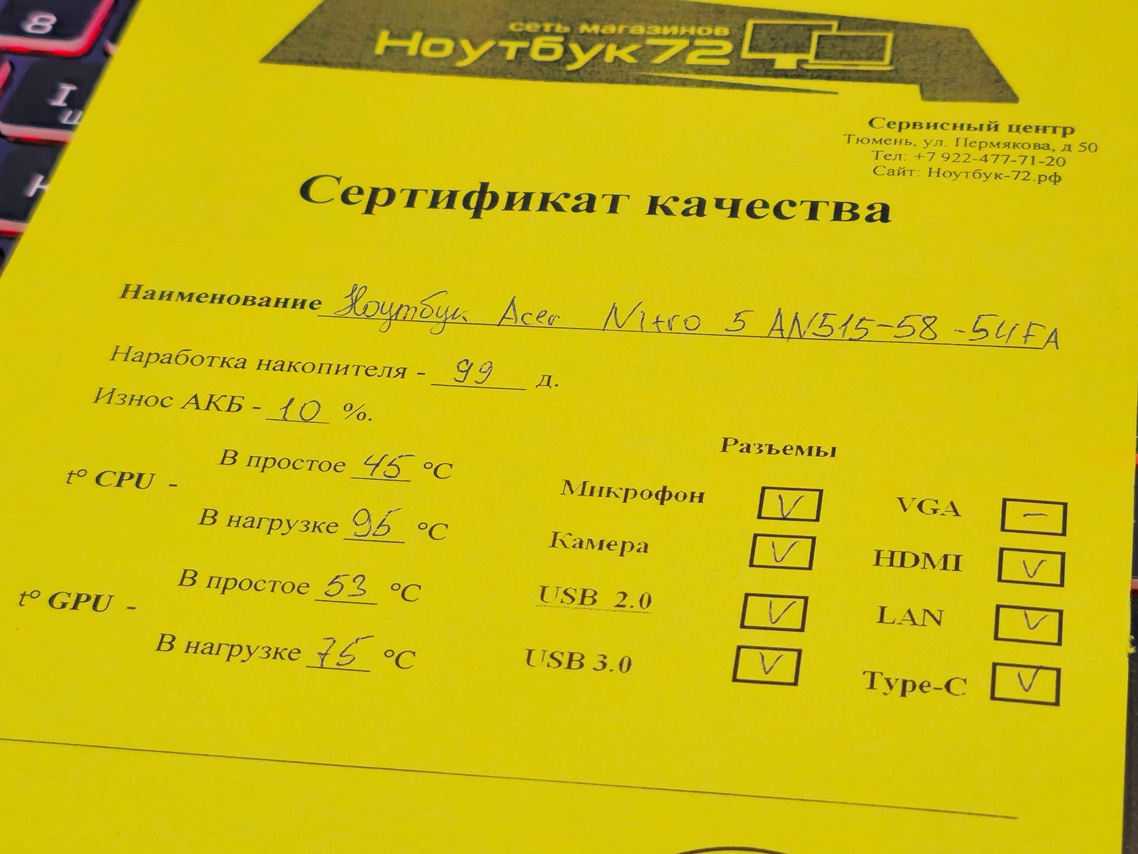 8
I
сеть магазинов
Ноутбук72
Сервисный центр
Тюмень, ул. Пермякова, д 50
Тел: +7 922-477-71-20
Сайт: Ноутбук-72.рф
Сертификат качества
Наименование Ноутбук Acer Nitro 5 AN515-58-54FA
Наработка накопителя - 99 д.
Износ АКБ - 10 %.
t° CPU -
В простое 45 °C
В нагрузке 95 °C
t° GPU -
В простое 53 °C
В нагрузке 75 °C
Разъемы
Микрофон V
Камера V
USB 2.0 V
USB 3.0 V
VGA –
HDMI V
LAN V
Type-C V